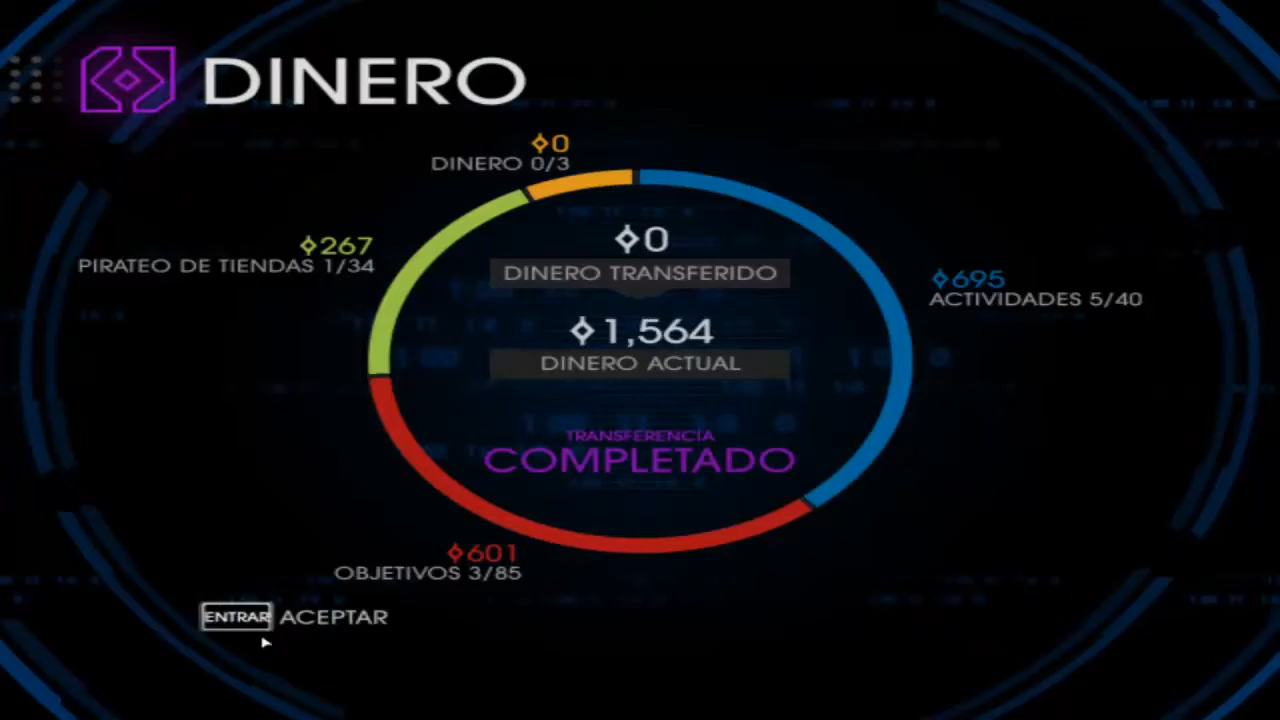 DINERO
0
DINERO 0/3
267
PIRATEO DE TIENDAS 1/34
0
DINERO TRANSFERIDO
695
ACTIVIDADES 5/40
1,564
DINERO ACTUAL
TRANSFERENCIA
COMPLETADO
601
OBJETIVOS 3/85
ENTRAR ACEPTAR